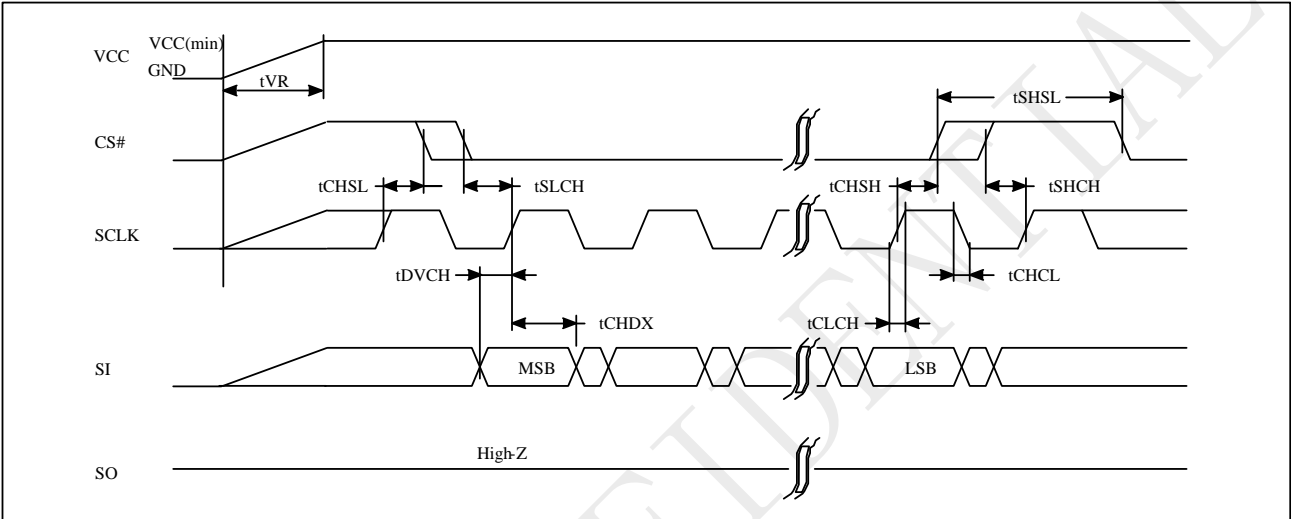 VCC
VCC(min)
GND
tVR
tSHSL
CS#
tCHSL
tSLCH
tCHSH
tSHCH
SCLK
tDVCH
tCHCL
tCHDX
tCLCH
SI
MSB
LSB
High-Z
SO
IDENTIAL